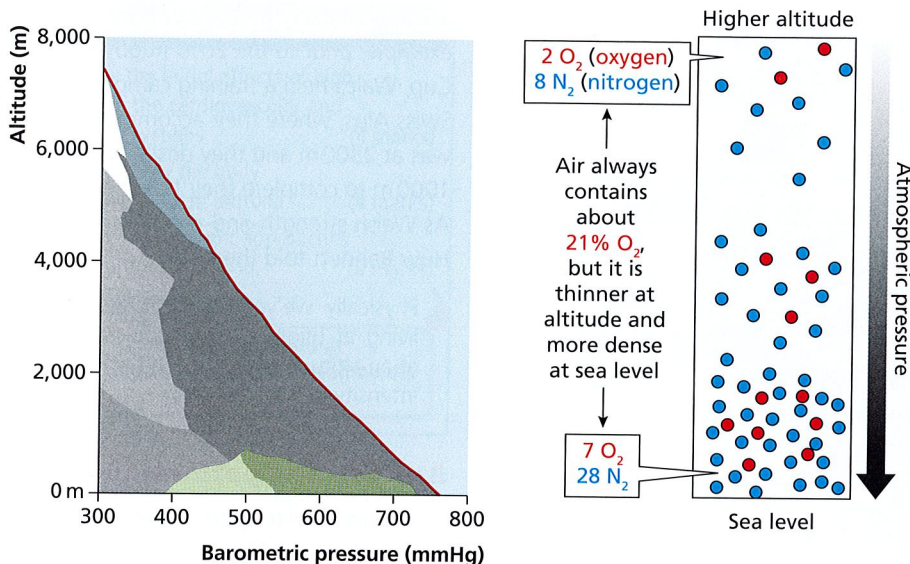 8,000
6,000
4,000
2,000
0 m
Altitude (m)
300
400
500
600
700
800
Barometric pressure (mmHg)
Higher altitude
2 O₂ (oxygen)
8 N₂ (nitrogen)
Air always
contains
about
21% O₂,
but it is
thinner at
altitude and
more dense
at sea level
7 O₂
28 N₂
Sea level
Atmospheric pressure